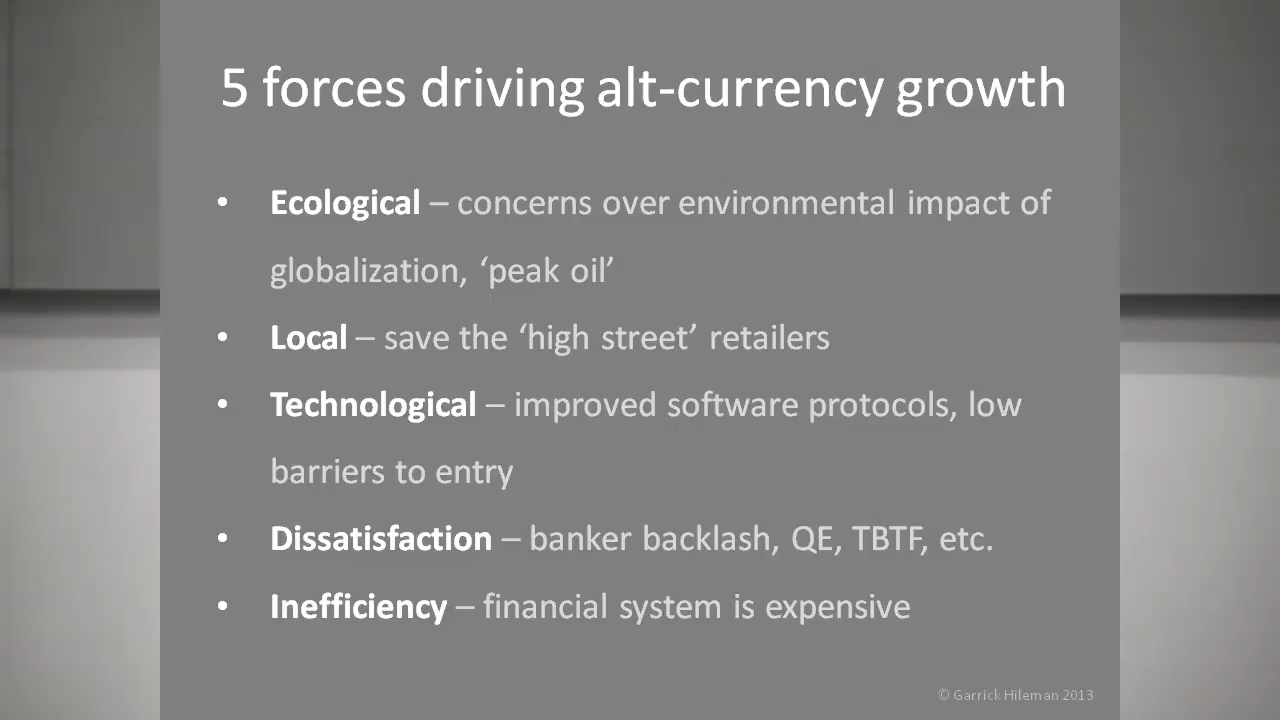 5 forces driving alt-currency growth
• Ecological – concerns over environmental impact of
globalization, ‘peak oil’
• Local – save the ‘high street’ retailers
• Technological – improved software protocols, low
barriers to entry
• Dissatisfaction – banker backlash, QE, TBTF, etc.
• Inefficiency – financial system is expensive
© Garrick Hileman 2013